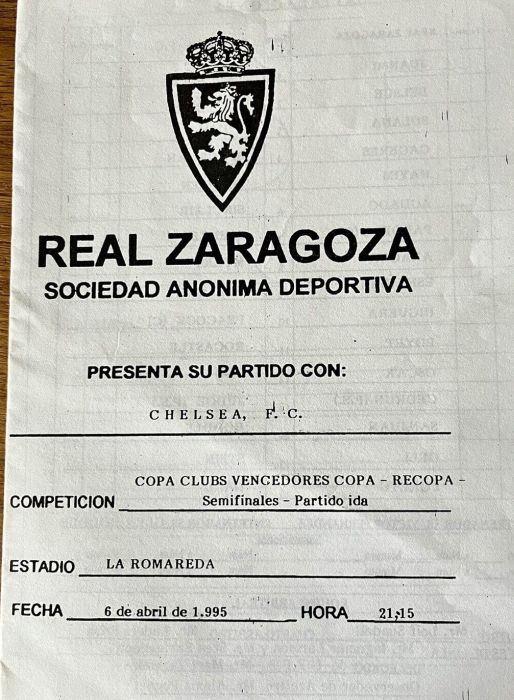 REAL ZARAGOZA
SOCIEDAD ANONIMA DEPORTIVA
PRESENTA SU PARTIDO CON:
CHELSEA, F.C.
COPA CLUBS VENCEDORES COPA - RECOPA -
COMPETICION Semifinales - Partido ida
ESTADIO LA ROMAREDA
FECHA 6 de abril de 1.995 HORA 21,15